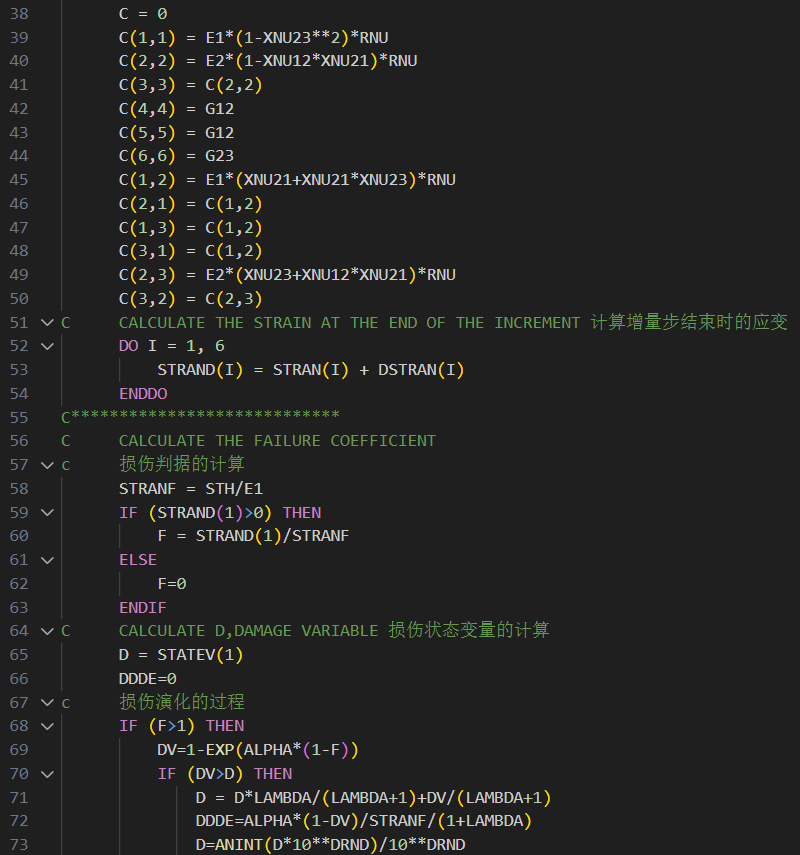 38 C = 0
39 C(1,1) = E1*(1-XNU23**2)*RNU
40 C(2,2) = E2*(1-XNU12*XNU21)*RNU
41 C(3,3) = C(2,2)
42 C(4,4) = G12
43 C(5,5) = G12
44 C(6,6) = G23
45 C(1,2) = E1*(XNU21+XNU21*XNU23)*RNU
46 C(2,1) = C(1,2)
47 C(1,3) = C(1,2)
48 C(3,1) = C(1,2)
49 C(2,3) = E2*(XNU23+XNU12*XNU21)*RNU
50 C(3,2) = C(2,3)
51 C CALCULATE THE STRAIN AT THE END OF THE INCREMENT 计算增量步结束时的应变
52 DO I = 1, 6
53 STRAND(I) = STRAN(I) + DSTRAN(I)
54 ENDDO
55 C****************************
56 C CALCULATE THE FAILURE COEFFICIENT
57 c 损伤判据的计算
58 STRANF = STH/E1
59 IF (STRAND(1)>0) THEN
60 F = STRAND(1)/STRANF
61 ELSE
62 F=0
63 ENDIF
64 C CALCULATE D,DAMAGE VARIABLE 损伤状态变量的计算
65 D = STATEV(1)
66 DDDE=0
67 c 损伤演化的过程
68 IF (F>1) THEN
69 DV=1-EXP(ALPHA*(1-F))
70 IF (DV>D) THEN
71 D = D*LAMBDA/(LAMBDA+1)+DV/(LAMBDA+1)
72 DDDE=ALPHA*(1-DV)/STRANF/(1+LAMBDA)
73 D=ANINT(D*10**DRND)/10**DRND